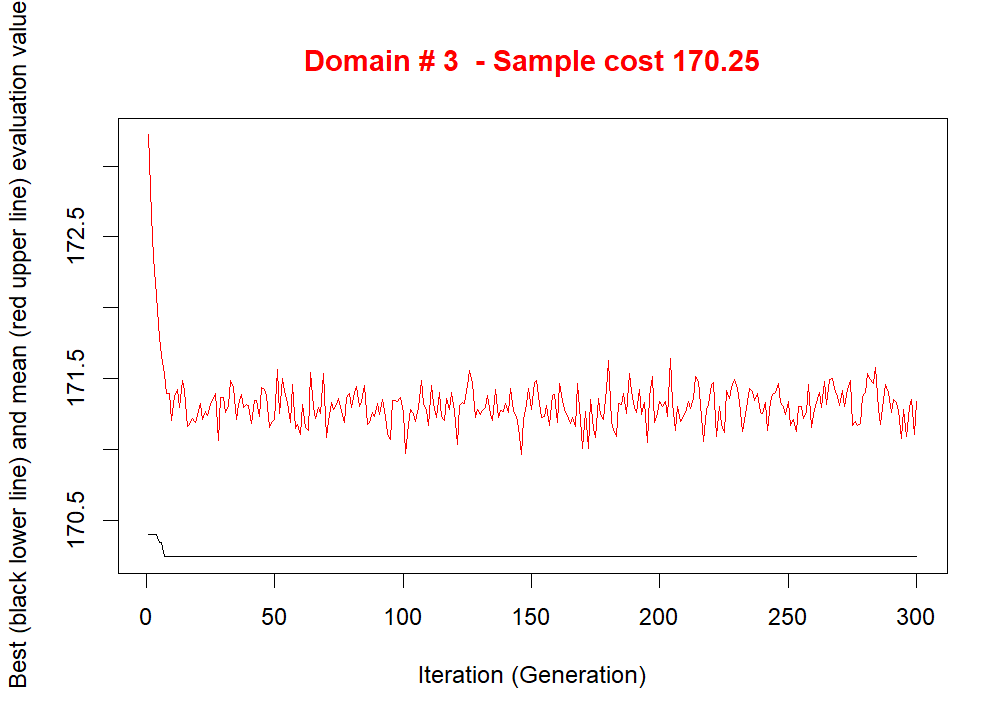 Domain # 3  - Sample cost 170.25
Best (black lower line) and mean (red upper line) evaluation value
172.5
171.5
170.5
0 50 100 150 200 250 300
Iteration (Generation)